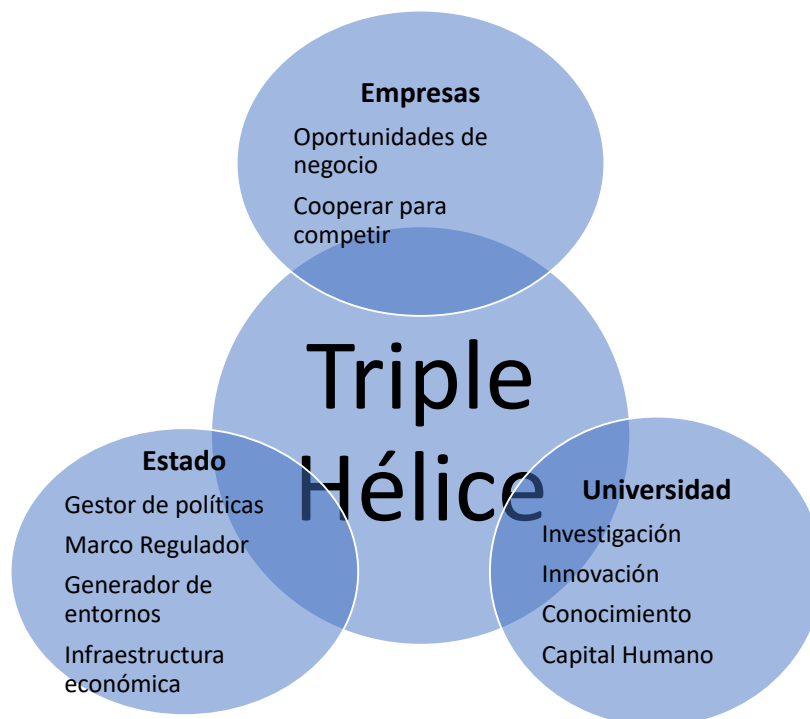 Empresas
Oportunidades de
negocio
Cooperar para
competir
Triple
Hélice
Estado
Gestor de políticas
Marco Regulador
Generador de
entornos
Infraestructura
económica
Universidad
Investigación
Innovación
Conocimiento
Capital Humano